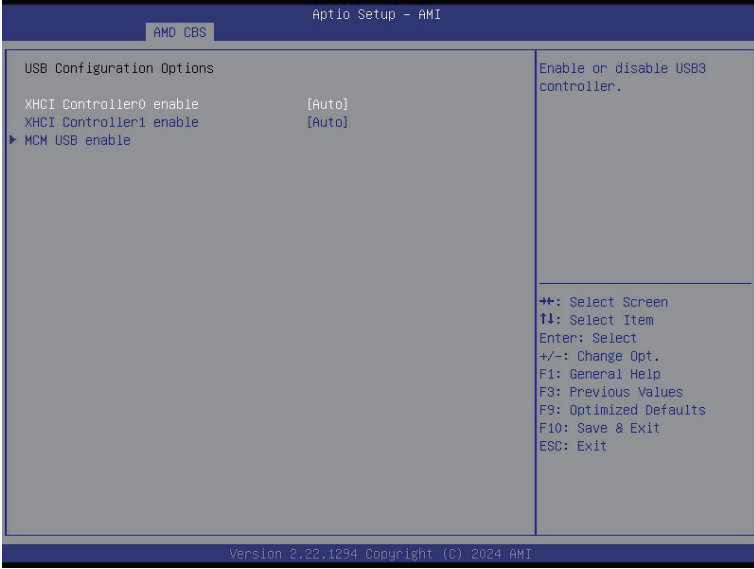 Aptio Setup – AMI
AMD CBS
USB Configuration Options
XHCI Controller0 enable [Auto]
XHCI Controller1 enable [Auto]
MCM USB enable
Enable or disable USB3
controller.
→←: Select Screen
↑↓: Select Item
Enter: Select
+/-: Change Opt.
F1: General Help
F3: Previous Values
F9: Optimized Defaults
F10: Save & Exit
ESC: Exit
Version 2.22.1294 Copyright (C) 2024 AMI